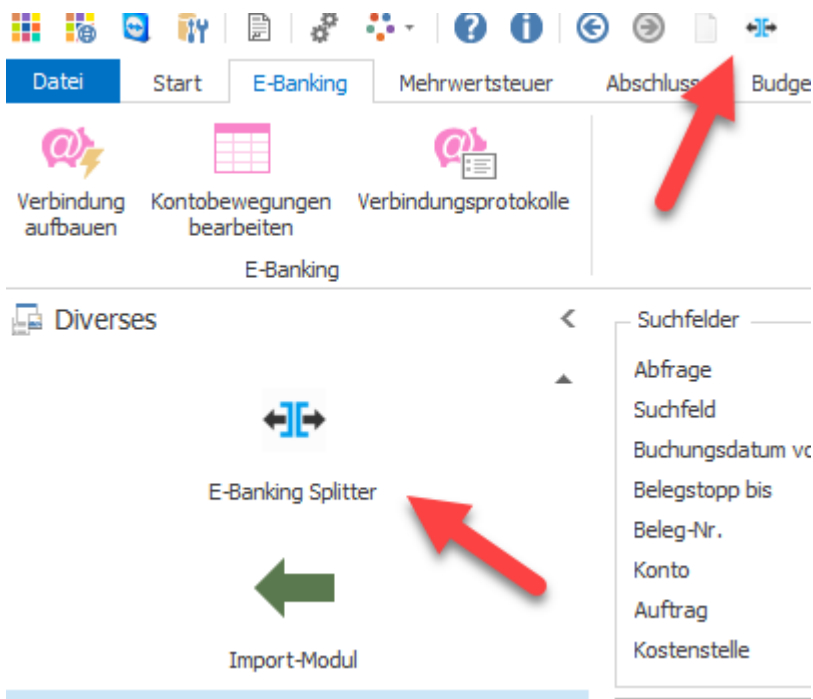 Datei Start E-Banking Mehrwertsteuer Abschluss Budge
Verbindung aufbauen
Kontobewegungen bearbeiten
Verbindungsprotokolle
E-Banking
Diverses
E-Banking Splitter
Import-Modul
Suchfelder
Abfrage
Suchfeld
Buchungsdatum vo
Belegstopp bis
Beleg-Nr.
Konto
Auftrag
Kostenstelle